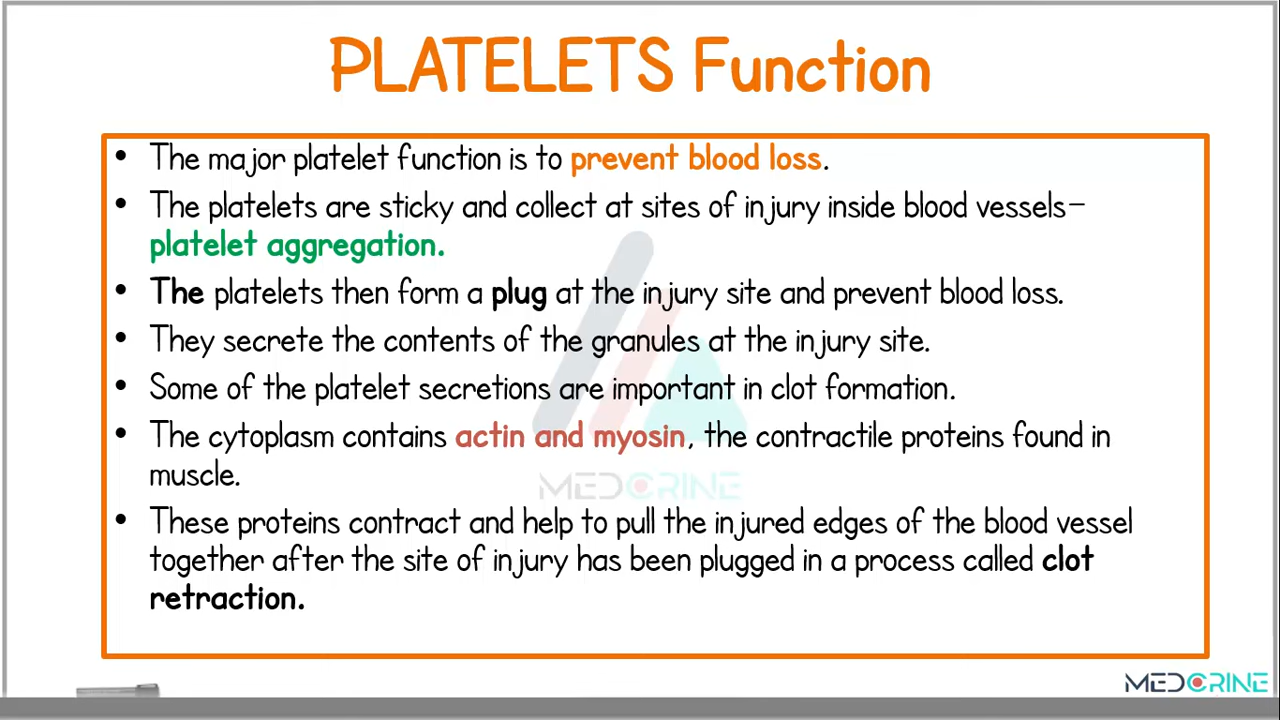 PLATELETS Function
• The major platelet function is to prevent blood loss.
• The platelets are sticky and collect at sites of injury inside blood vessels–
platelet aggregation.
• The platelets then form a plug at the injury site and prevent blood loss.
• They secrete the contents of the granules at the injury site.
• Some of the platelet secretions are important in clot formation.
• The cytoplasm contains actin and myosin, the contractile proteins found in
muscle.
MEDCRINE
• These proteins contract and help to pull the injured edges of the blood vessel
together after the site of injury has been plugged in a process called clot
retraction.
MEDCRINE